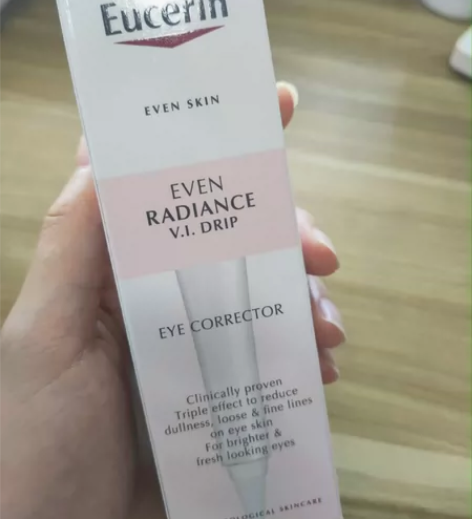 Eucerin
EVEN SKIN
EVEN
RADIANCE
V.I. DRIP
EYE CORRECTOR
Clinically proven
Triple effect to reduce
dullness, loose & fine lines
on eye skin
For brighter &
fresh looking eyes
SKINCARE